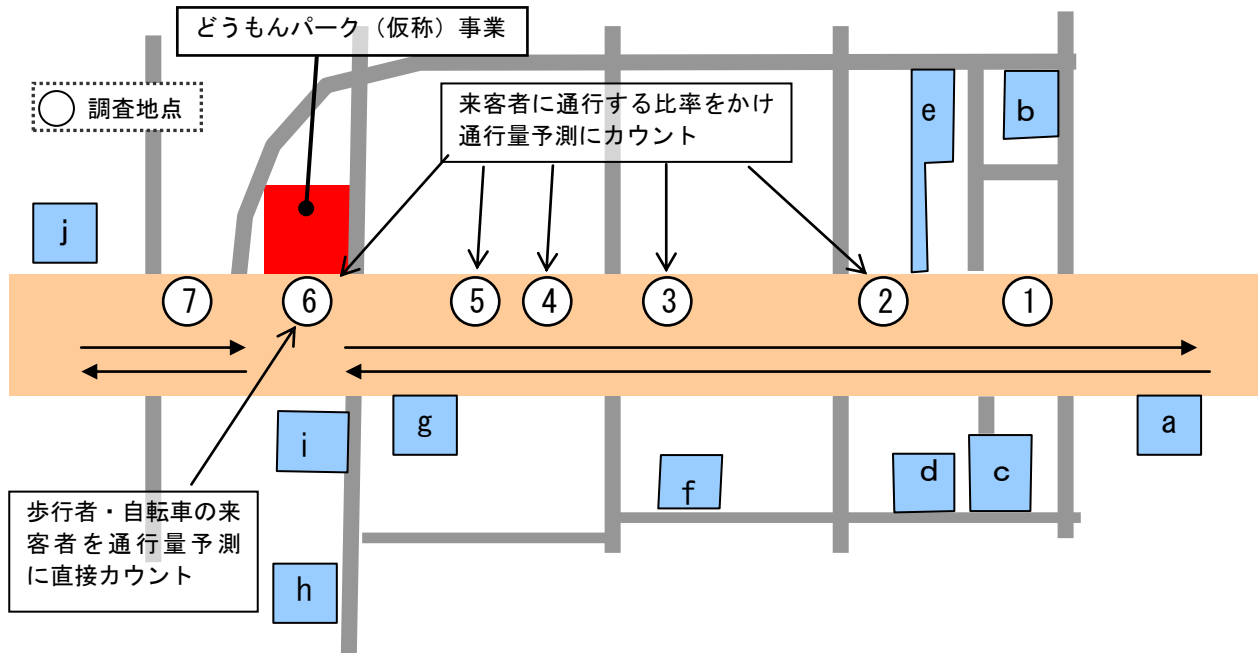 どうもんパーク（仮称）事業
調査地点
来客者に通行する比率をかけ
通行量予測にカウント
e
b
j
⑦
⑥
⑤
④
③
②
①
g
a
i
f
d
c
歩行者・自転車の来
客者を通行量予測
に直接カウント
h